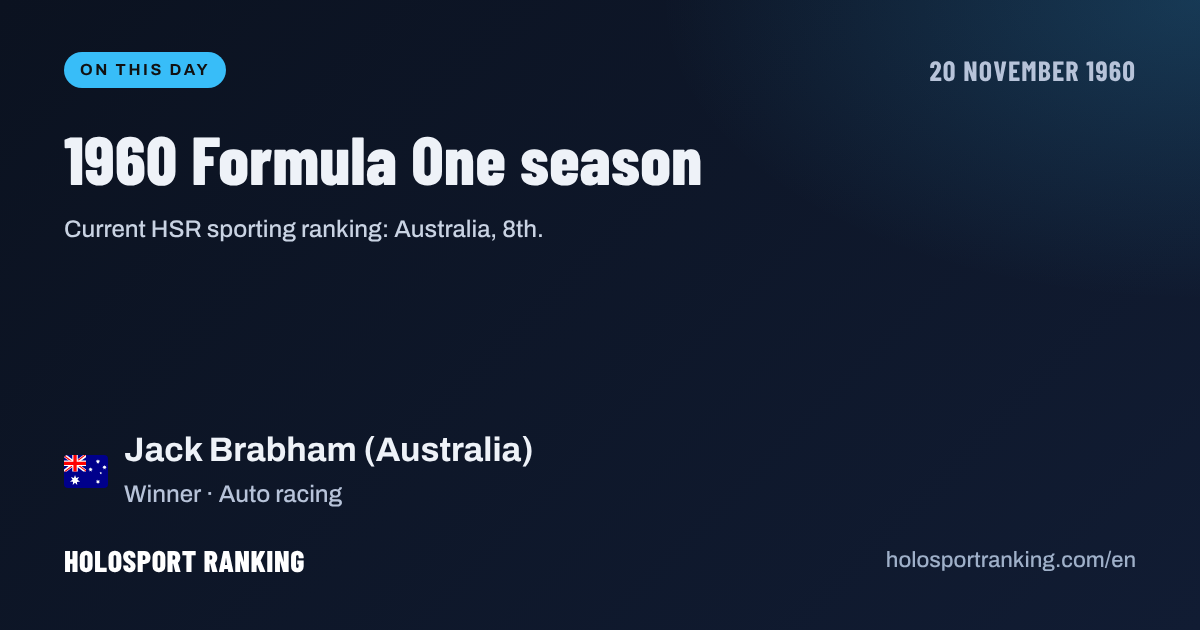 ON THIS DAY
20 NOVEMBER 1960
1960 Formula One season
Current HSR sporting ranking: Australia, 8th.
Jack Brabham (Australia)
Winner · Auto racing
HOLOSPORT RANKING
holosportranking.com/en